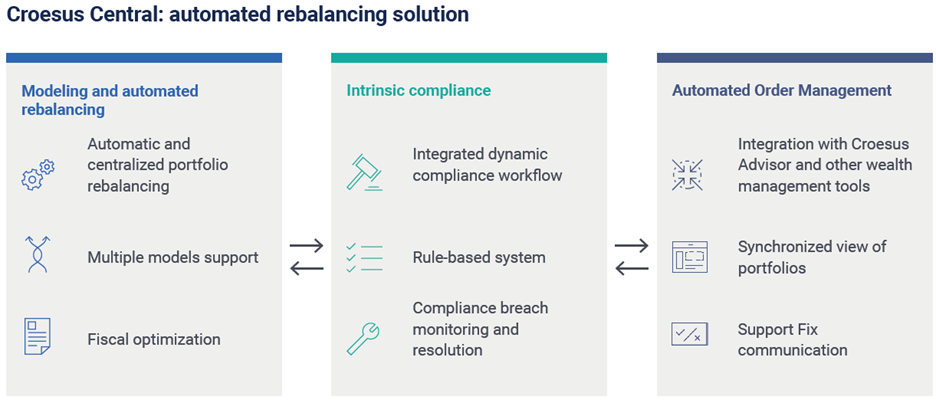 Croesus Central: automated rebalancing solution
Modeling and automated
rebalancing
Automatic and
centralized portfolio
rebalancing
Multiple models support
Fiscal optimization
Intrinsic compliance
Integrated dynamic
compliance workflow
Rule-based system
Compliance breach
monitoring and
resolution
Automated Order Management
Integration with Croesus
Advisor and other wealth
management tools
Synchronized view of
portfolios
Support Fix
communication